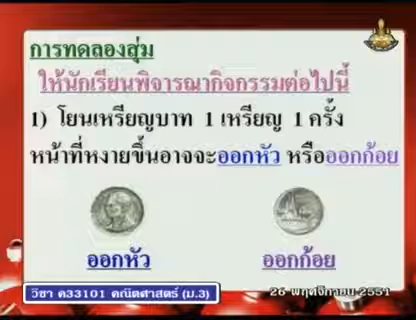 การทดลองสุ่ม
ให้นักเรียนพิจารณากิจกรรมต่อไปนี้
1) โยนเหรียญบาท 1 เหรียญ 1 ครั้ง
หน้าที่หงายขึ้นอาจจะออกหัว หรือออกก้อย
ออกหัว ออกก้อย
วิชา ค33101 คณิตศาสตร์ (ม.3) 26 พฤศจิกายน 2551